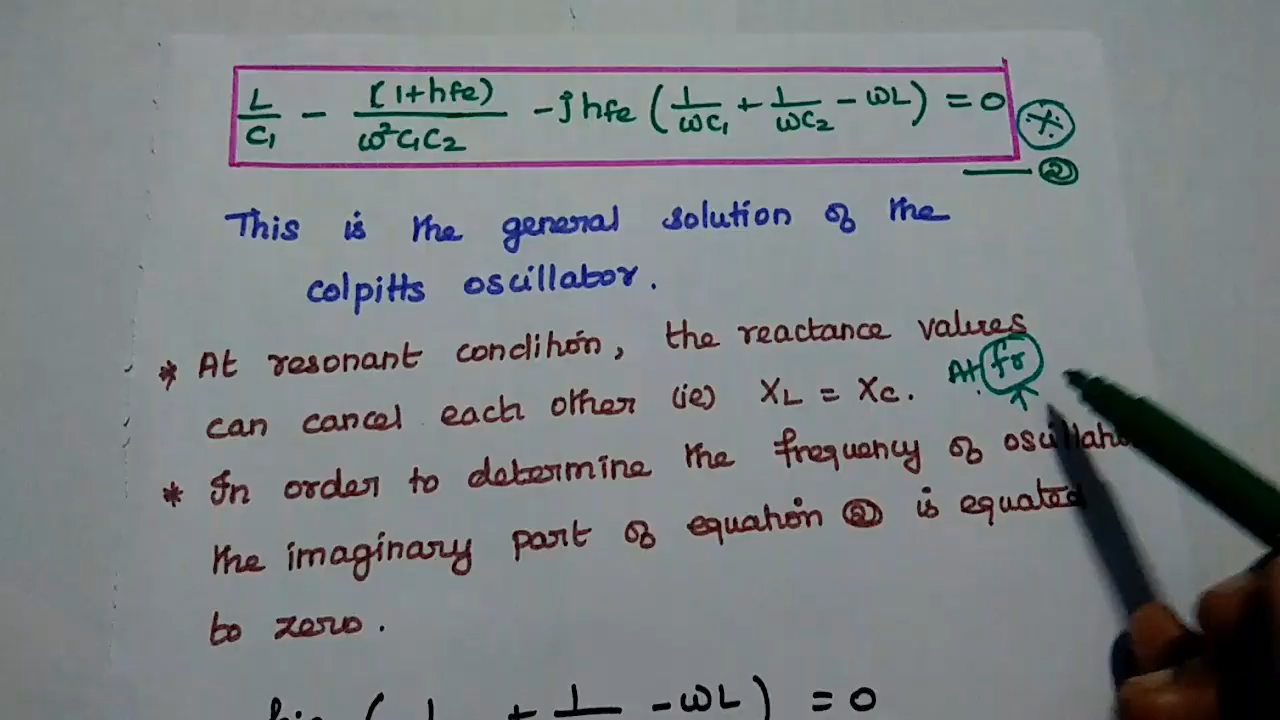 L/C₁ - (1+hfe)/ω²C₁C₂ - j hfe (1/ωC₁ + 1/ωC₂ - ωL) = 0
②
This is the general solution of the
colpitts oscillator.
* At resonant condition, the reactance values
can cancel each other (ie) XL = XC. At fr
* In order to determine the frequency of
the imaginary part of equation ② is equated
to zero.
- ωL) = 0